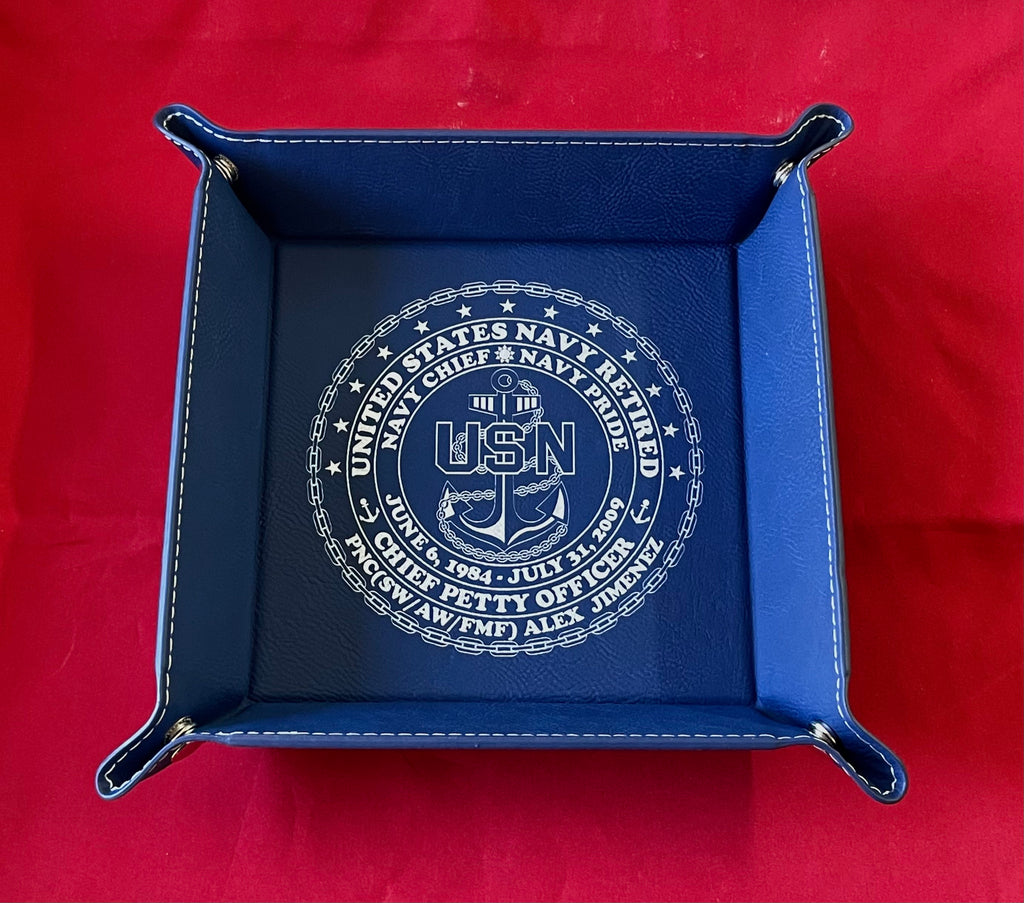 UNITED STATES NAVY RETIRED
NAVY CHIEF NAVY PRIDE
USN
JUNE 6, 1984 - JULY 31, 2009
CHIEF PETTY OFFICER
PNC(SW/AW/FMF) ALEX JIMENEZ